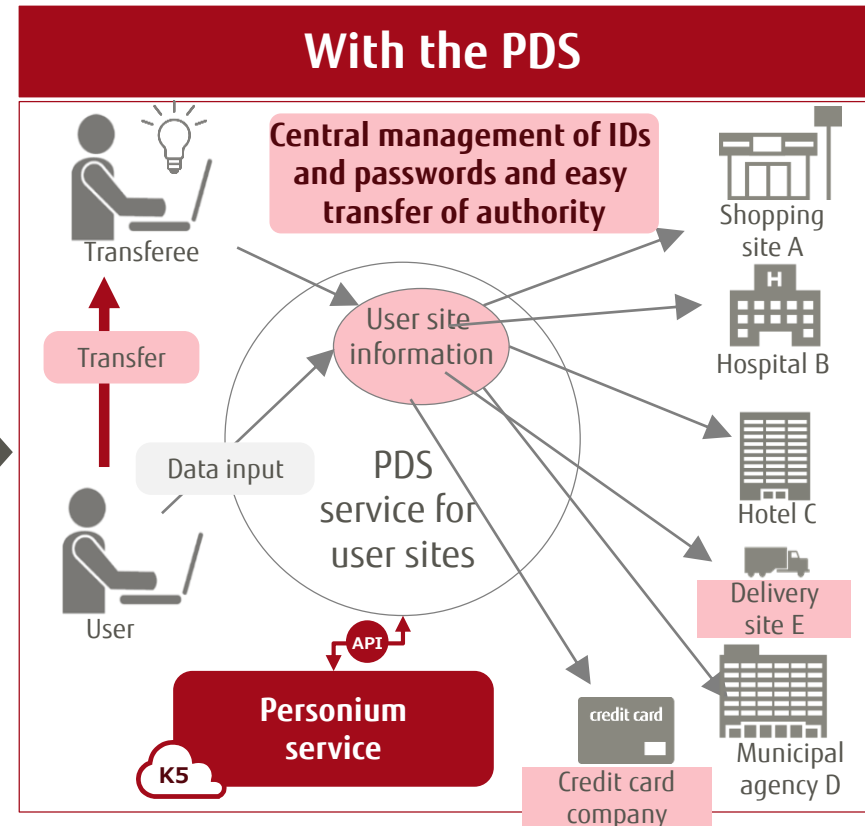 With the PDS
Central management of IDs
and passwords and easy
transfer of authority
Transferee
Shopping
site A
User site
information
H
Hospital B
Transfer
Data input
PDS
service for
user sites
Hotel C
User
Delivery
site E
API
Personium
service
K5
credit card
Credit card
company
Municipal
agency D